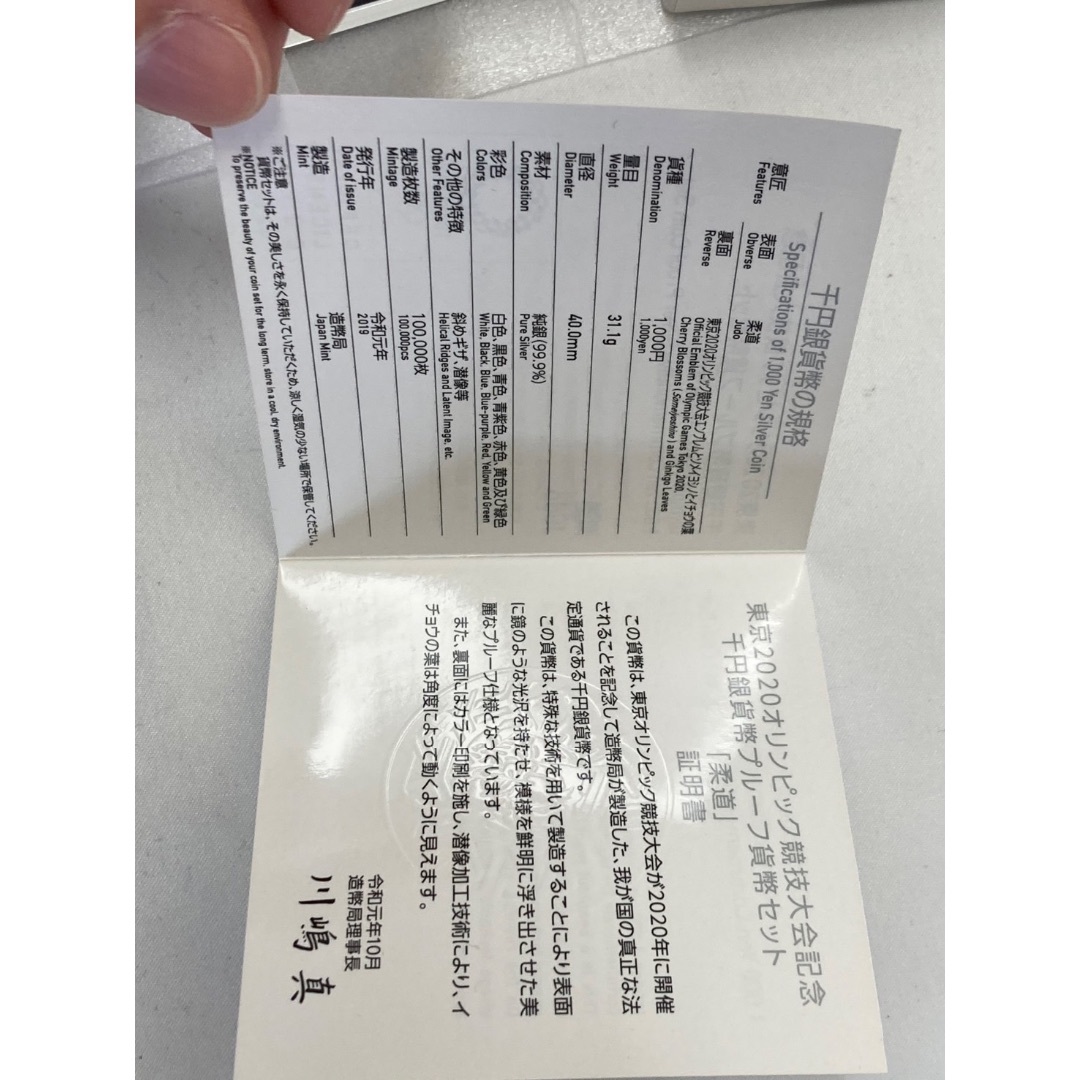 千円銀貨幣の規格
Specifications of 1,000 Yen Silver Coin
意匠 表面 柔道
Features Obverse Judo
裏面 東京2020オリンピック競技大会エンブレムとソメイヨシノとイチョウの葉
Reverse Official Emblem of Olympic Games Tokyo 2020,
Cherry Blossoms (Someiyoshino) and Ginkgo Leaves
貨種 1,000円
Denomination 1,000yen
量目 31.1g
Weight
直径 40.0mm
Diameter
素材 純銀(99.9%)
Composition Pure Silver
彩色 白色、黒色、青色、青紫色、赤色、黄色及び緑色
Colors White, Black, Blue, Blue-purple, Red, Yellow and Green
その他の特徴 斜めギザ、潜像等
Other Features Helical Ridges and Latent Image, etc.
製造枚数 100,000枚
Mintage 100,000pcs
発行年 令和元年
Date of issue 2019
製造 造幣局
Mint Japan Mint
※ご注意
貨幣セットは、その美しさを永く保持していただくため、涼しく湿気の少ない場所で保管してください。
※NOTICE
To preserve the beauty of your coin set for the long term, store in a cool, dry environment.
東京2020オリンピック競技大会記念
千円銀貨幣プルーフ貨幣セット
「柔道」
証明書
この貨幣は、東京オリンピック競技大会が2020年に開催
されることを記念して造幣局が製造した、我が国の真正な法
定通貨である千円銀貨幣です。
この貨幣は、特殊な技術を用いて製造することにより表面
に鏡のような光沢を持たせ、模様を鮮明に浮き出させた美
麗なプルーフ仕様となっています。
また、裏面にはカラー印刷を施し、潜像加工技術により、イ
チョウの葉は角度によって動くように見えます。
令和元年10月
造幣局理事長
川嶋 真